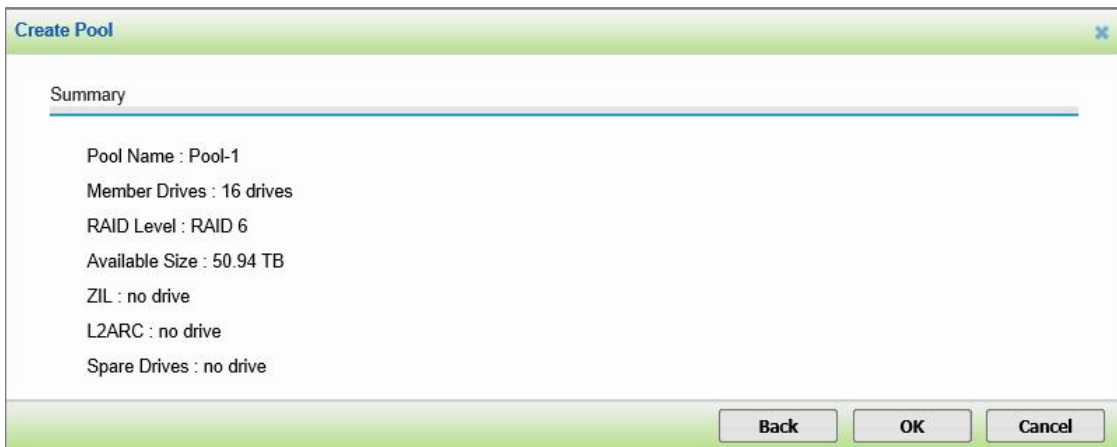 Create Pool
Summary
Pool Name : Pool-1
Member Drives : 16 drives
RAID Level : RAID 6
Available Size : 50.94 TB
ZIL : no drive
L2ARC : no drive
Spare Drives : no drive
Back OK Cancel